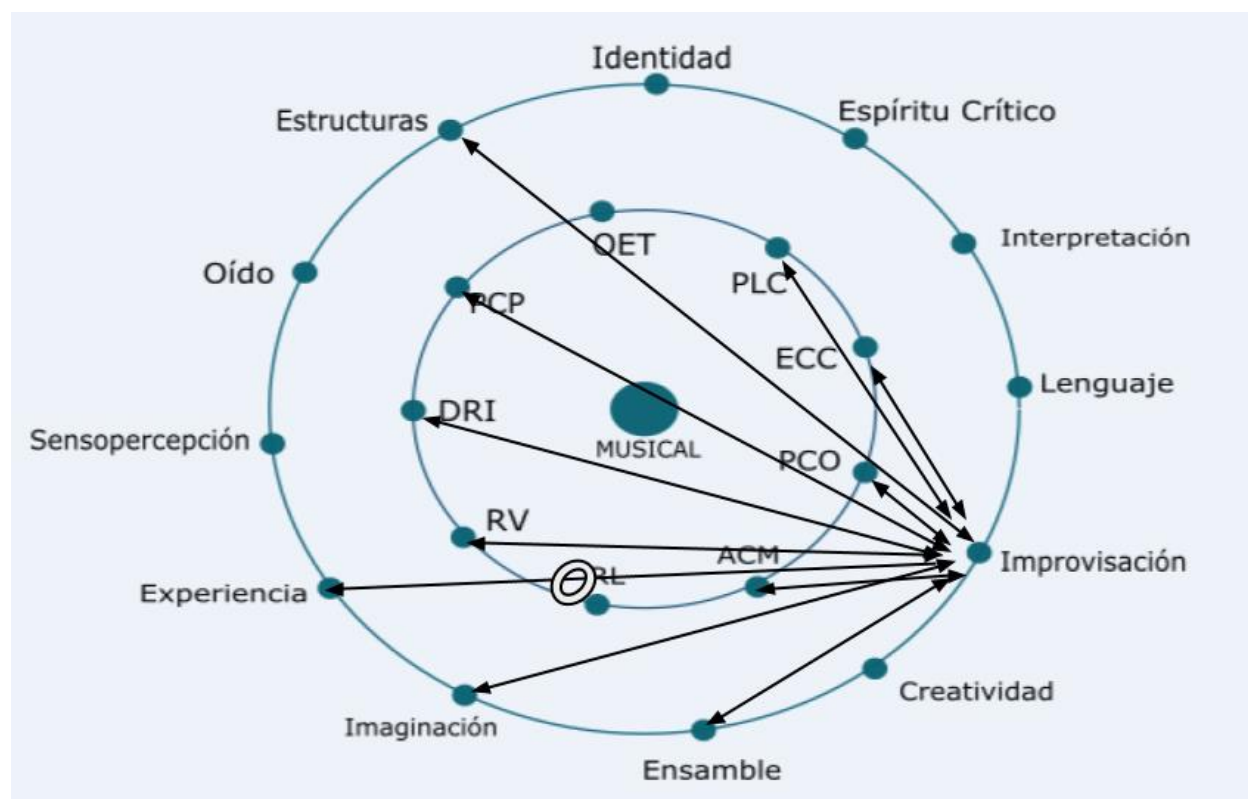 Identidad
Espíritu Crítico
Estructuras
Interpretación
OET
Oído
PLC
PCP
ECC
Lenguaje
DRI
Sensopercepción
MUSICAL
PCO
RV
ACM
Improvisación
RL
Experiencia
Creatividad
Imaginación
Ensamble